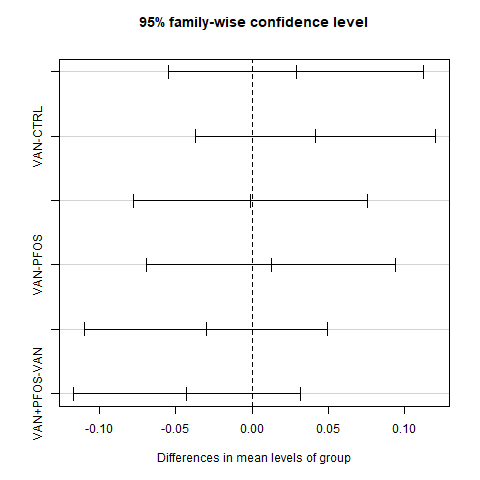 95% family-wise confidence level
VAN-CTRL
VAN-PFOS
VAN+PFOS-VAN
-0.10
-0.05
0.00
0.05
0.10
Differences in mean levels of group